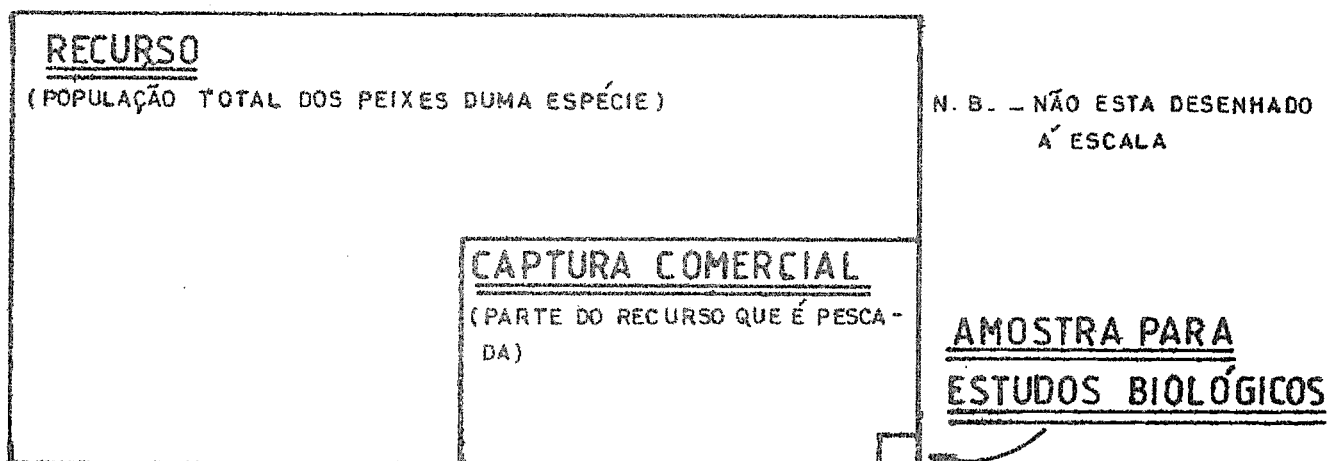 RECURSO
(POPULAÇÃO TOTAL DOS PEIXES DUMA ESPÉCIE)
N. B. - NÃO ESTA DESENHADO
Á ESCALA
CAPTURA COMERCIAL
(PARTE DO RECURSO QUE É PESCA-
DA)
AMOSTRA PARA
ESTUDOS BIOLÓGICOS